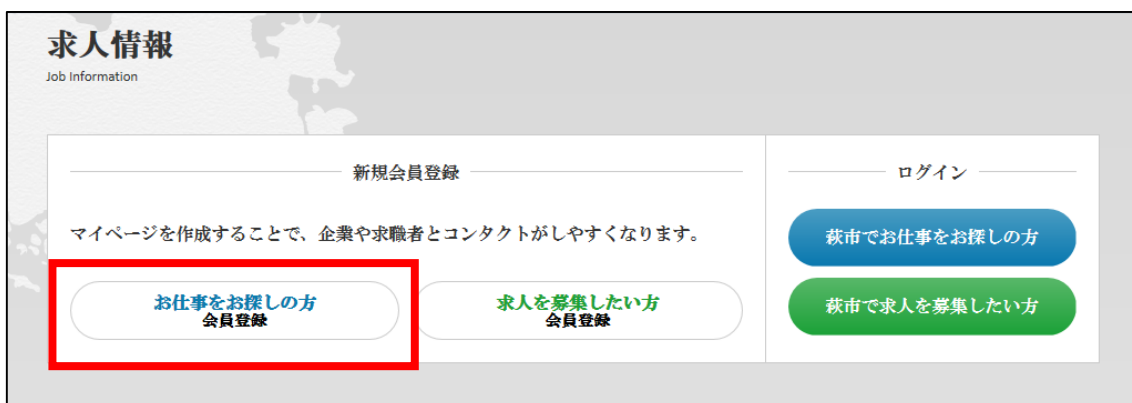 求人情報
Job Information
新規会員登録
マイページを作成することで、企業や求職者とコンタクトがしやすくなります。
お仕事をお探しの方
会員登録
求人を募集したい方
会員登録
ログイン
萩市でお仕事をお探しの方
萩市で求人を募集したい方